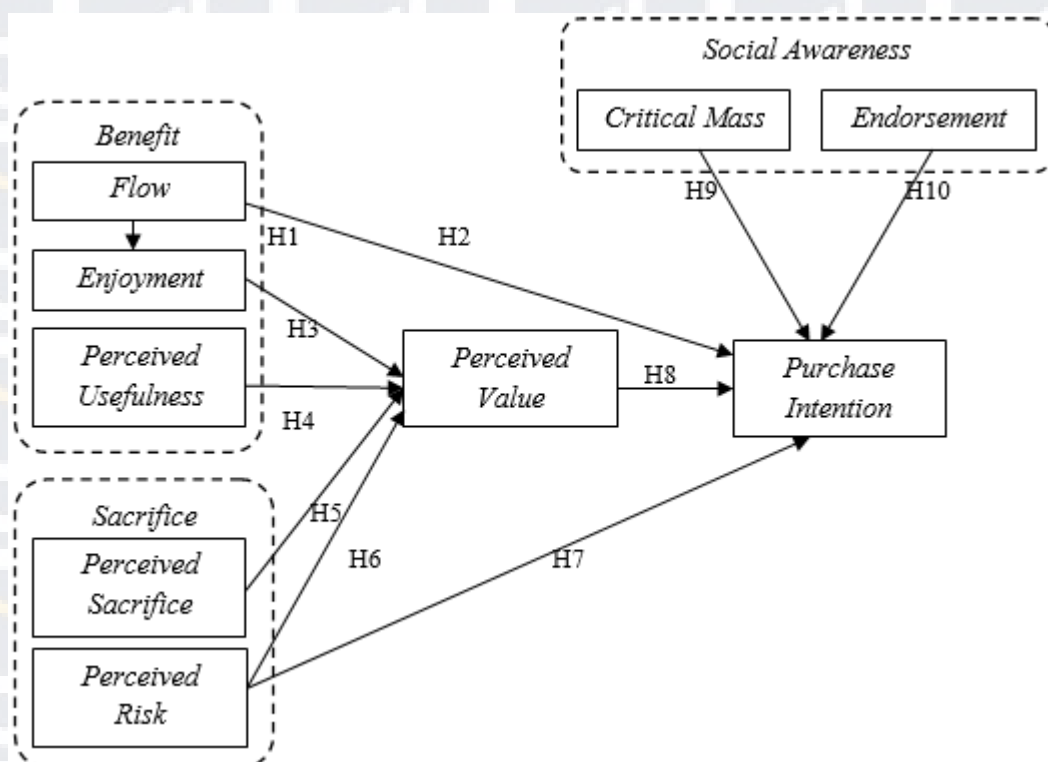 Social Awareness
Critical Mass
Endorsement
Benefit
Flow
Enjoyment
Perceived
Usefulness
H1
H2
H9
H10
H3
H4
Perceived
Value
H8
Purchase
Intention
Sacrifice
Perceived
Sacrifice
Perceived
Risk
H5
H6
H7